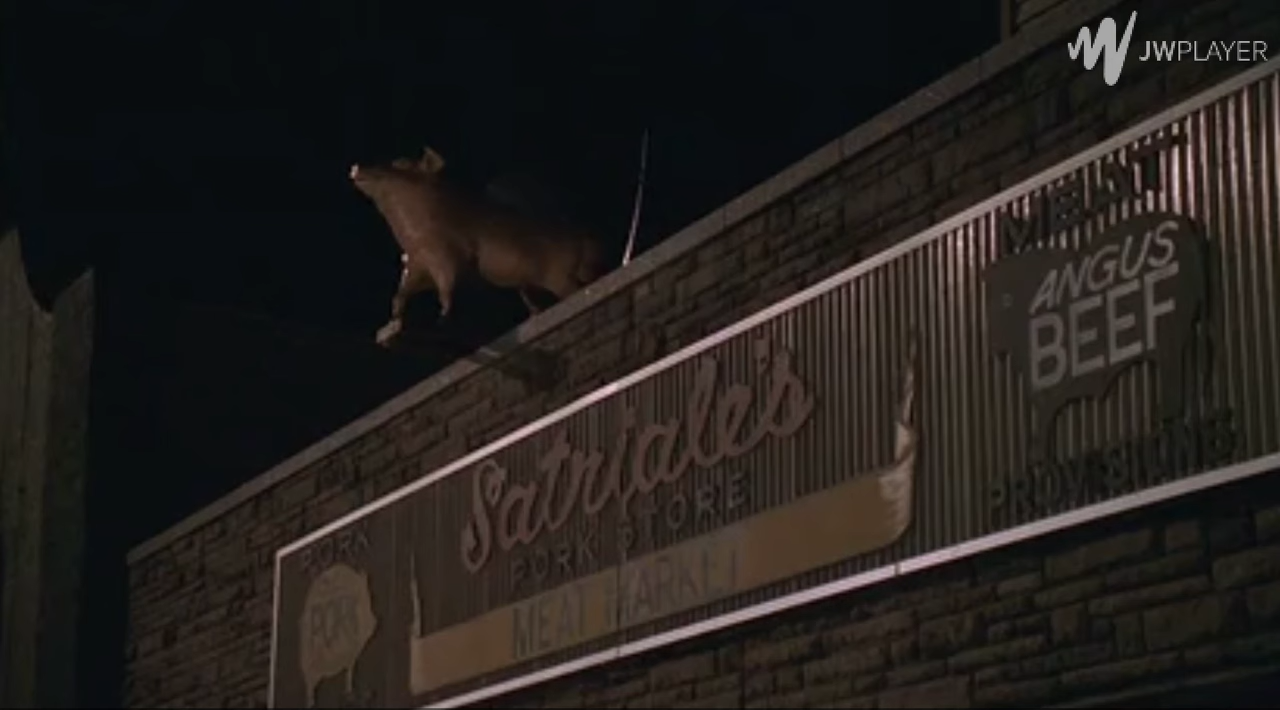 JWPLAYER
MEAT
ANGUS
BEEF
PROVISIONS
Satriale's
PORK STORE
MEAT MARKET
PORK
PORK